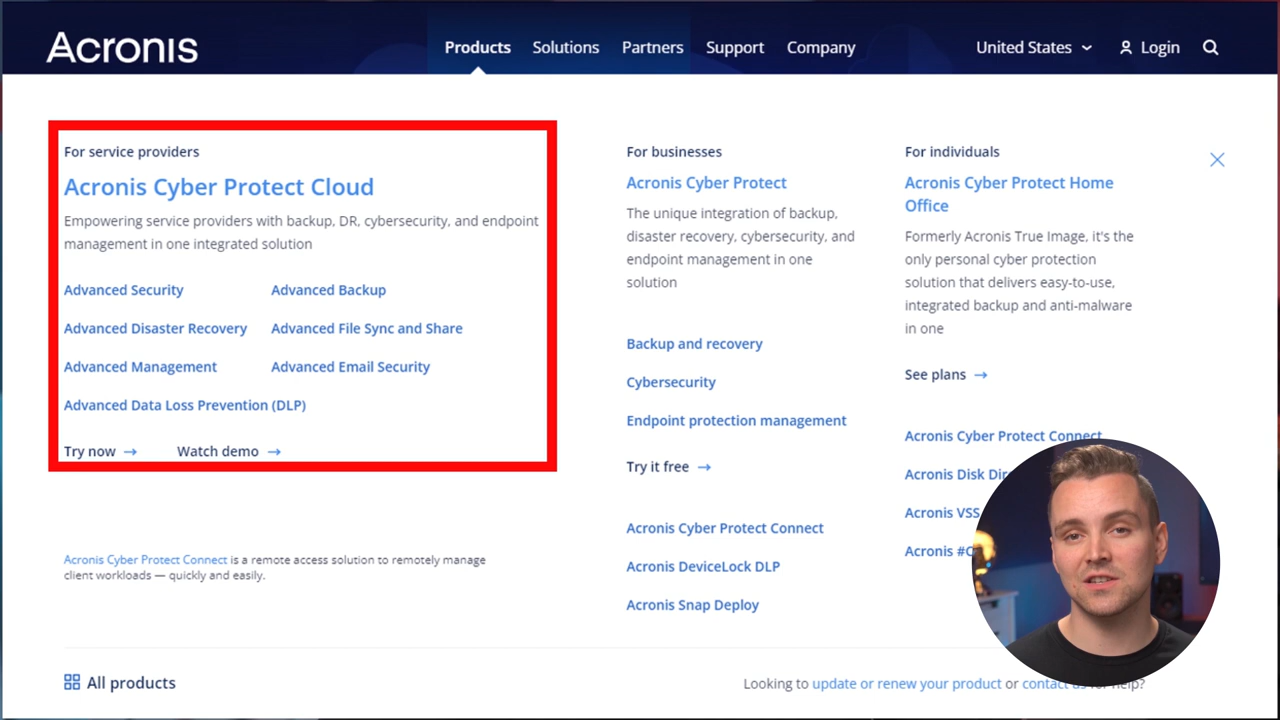 Acronis
Products
Solutions
Partners
Support
Company
United States
Login
For service providers
Acronis Cyber Protect Cloud
Empowering service providers with backup, DR, cybersecurity, and endpoint
management in one integrated solution
Advanced Security
Advanced Backup
Advanced Disaster Recovery
Advanced File Sync and Share
Advanced Management
Advanced Email Security
Advanced Data Loss Prevention (DLP)
Try now →
Watch demo →
Acronis Cyber Protect Connect is a remote access solution to remotely manage
client workloads — quickly and easily.
For businesses
Acronis Cyber Protect
The unique integration of backup,
disaster recovery, cybersecurity, and
endpoint management in one
solution
Backup and recovery
Cybersecurity
Endpoint protection management
Try it free →
Acronis Cyber Protect Connect
Acronis DeviceLock DLP
Acronis Snap Deploy
For individuals
Acronis Cyber Protect Home
Office
Formerly Acronis True Image, it's the
only personal cyber protection
solution that delivers easy-to-use,
integrated backup and anti-malware
in one
See plans →
Acronis Cyber Protect Connect
Acronis Disk
Acronis VSS
Acronis
All products
Looking to update or renew your product or contact us for help?